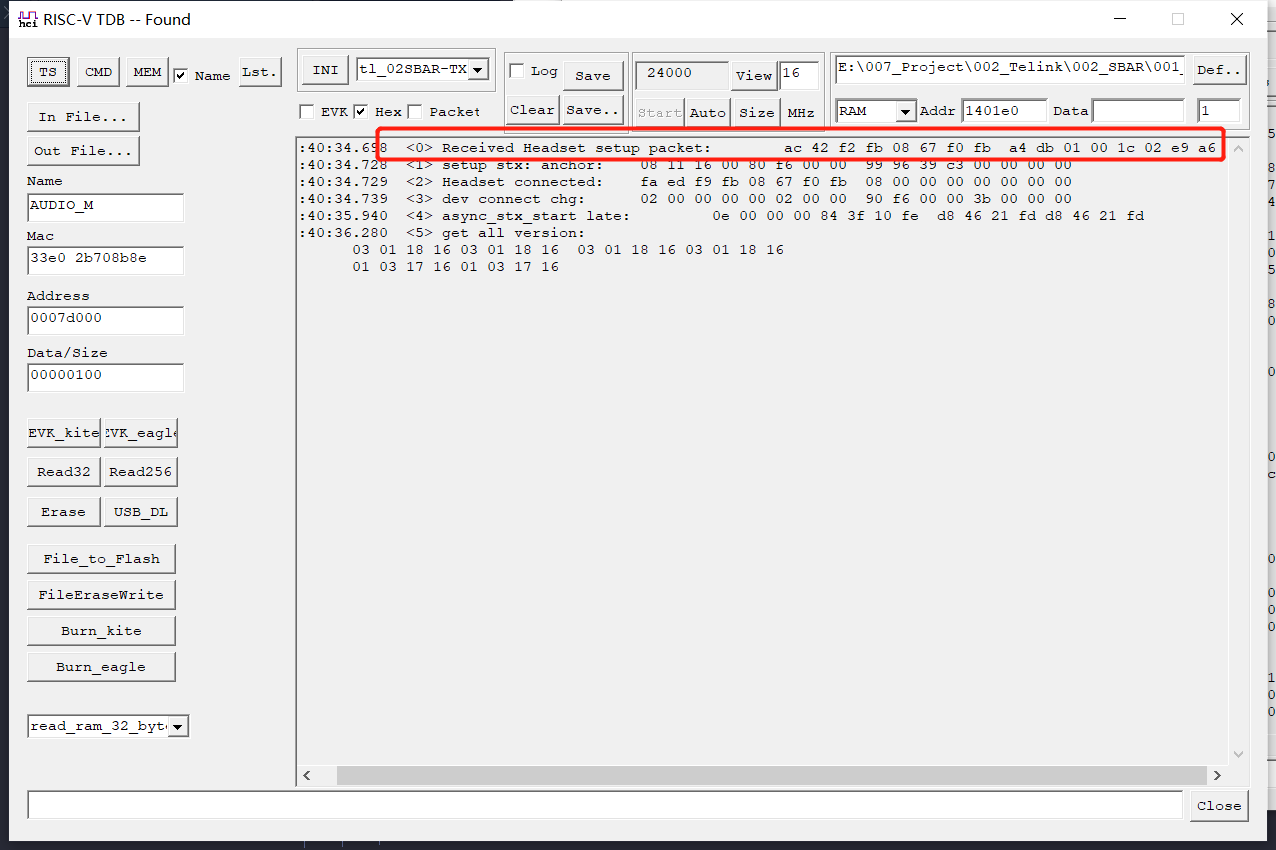 RISC-V TDB -- Found
TS CMD MEM Name Lst.
INI tl_02SBAR-TX
Log Save
24000 View 16
E:\007_Project\002_Telink\002_SBAR\001_ Def..
EVK Hex Packet
Clear Save..
Start Auto Size MHz
RAM Addr 1401e0 Data 1
In File...
Out File...
Name
AUDIO_M
Mac
33e0 2b708b8e
Address
0007d000
Data/Size
00000100
EVK_kite EVK_eagle
Read32 Read256
Erase USB_DL
File_to_Flash
FileEraseWrite
Burn_kite
Burn_eagle
read_ram_32_byt
:40:34.698 <0> Received Headset setup packet: ac 42 f2 fb 08 67 f0 fb a4 db 01 00 1c 02 e9 a6
:40:34.728 <1> setup stx: anchor: 08 11 16 00 80 f6 00 00 99 96 39 c3 00 00 00 00
:40:34.729 <2> Headset connected: fa ed f9 fb 08 67 f0 fb 08 00 00 00 00 00 00 00
:40:34.739 <3> dev connect chg: 02 00 00 00 00 02 00 00 90 f6 00 00 3b 00 00 00
:40:35.940 <4> async_stx_start late: 0e 00 00 00 84 3f 10 fe d8 46 21 fd d8 46 21 fd
:40:36.280 <5> get all version:
03 01 18 16 03 01 18 16 03 01 18 16 03 01 18 16
01 03 17 16 01 03 17 16
Close